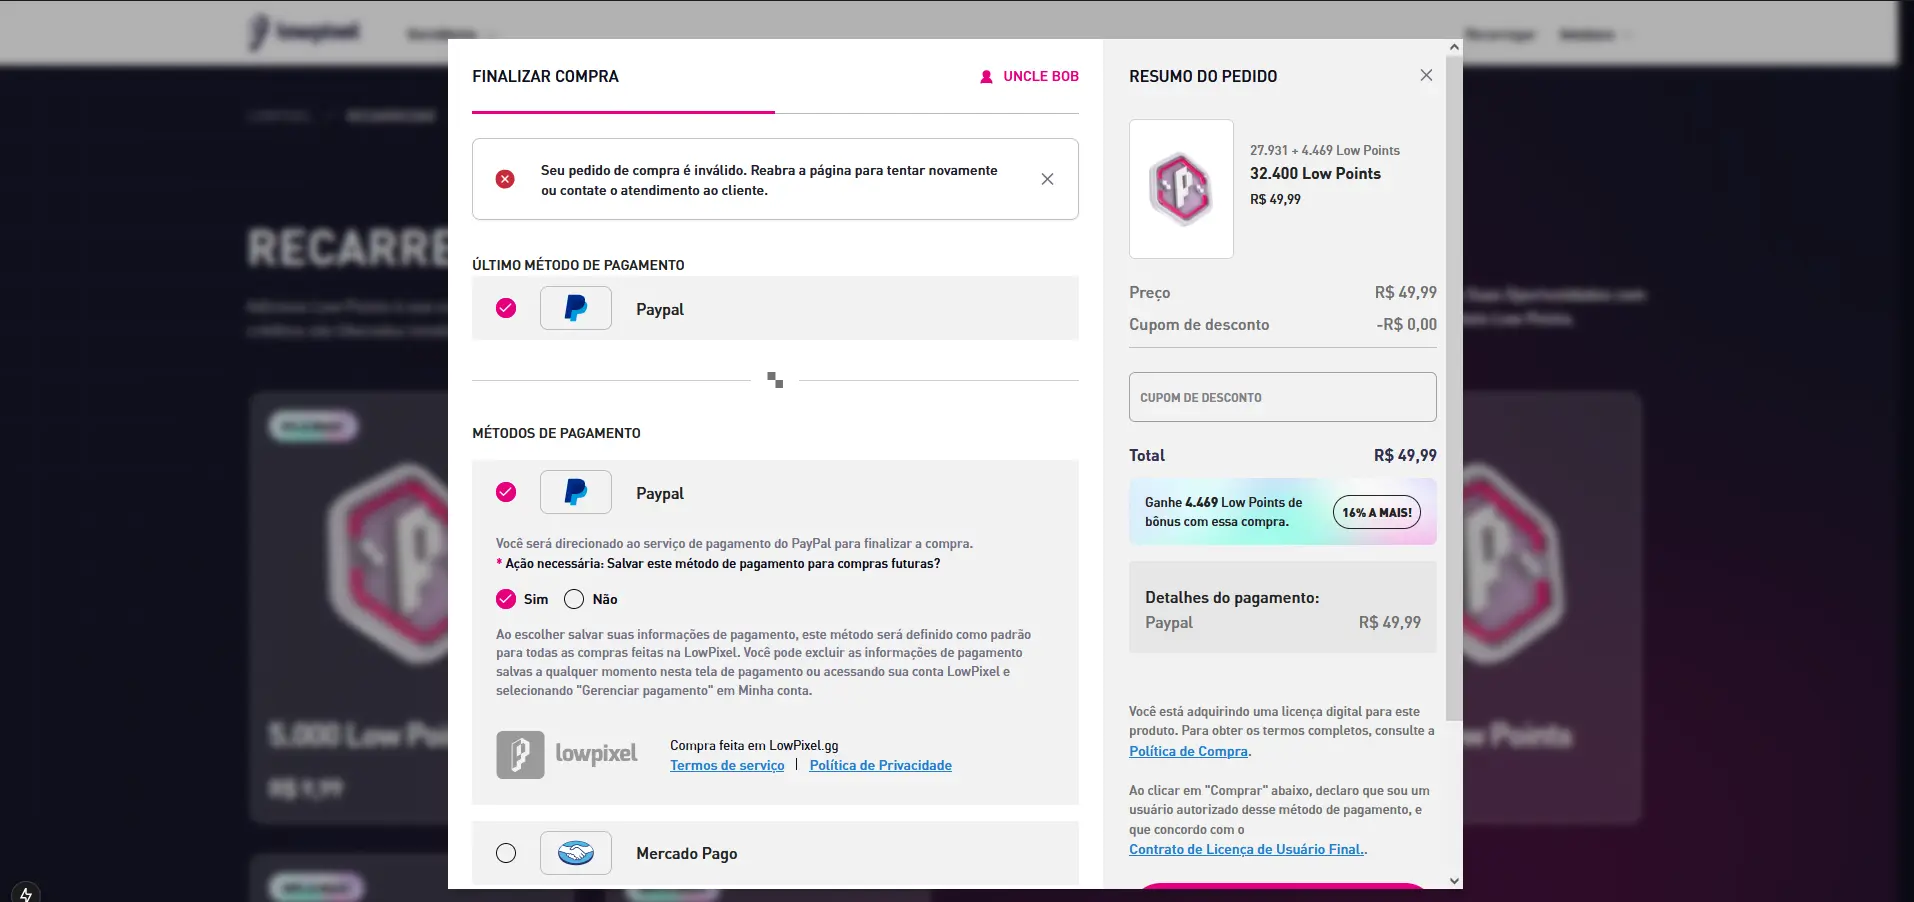 lowpixel
FINALIZAR COMPRA
UNCLE BOB
Seu pedido de compra é inválido. Reabra a página para tentar novamente
ou contate o atendimento ao cliente.
ÚLTIMO MÉTODO DE PAGAMENTO
Paypal
MÉTODOS DE PAGAMENTO
Paypal
Você será direcionado ao serviço de pagamento do PayPal para finalizar a compra.
* Ação necessária: Salvar este método de pagamento para compras futuras?
Sim
Não
Ao escolher salvar suas informações de pagamento, este método será definido como padrão
para todas as compras feitas na LowPixel. Você pode excluir as informações de pagamento
salvas a qualquer momento nesta tela de pagamento ou acessando sua conta LowPixel e
selecionando "Gerenciar pagamento" em Minha conta.
lowpixel
Compra feita em LowPixel.gg
Termos de serviço | Política de Privacidade
Mercado Pago
RESUMO DO PEDIDO
27.931 + 4.469 Low Points
32.400 Low Points
R$ 49,99
Preço R$ 49,99
Cupom de desconto -R$ 0,00
CUPOM DE DESCONTO
Total R$ 49,99
Ganhe 4.469 Low Points de
bônus com essa compra.
16% A MAIS!
Detalhes do pagamento:
Paypal R$ 49,99
Você está adquirindo uma licença digital para este
produto. Para obter os termos completos, consulte a
Política de Compra.
Ao clicar em "Comprar" abaixo, declaro que sou um
usuário autorizado desse método de pagamento, e
que concordo com o
Contrato de Licença de Usuário Final..
RECARRE
5.000 Low Poi
R$ 9,99
w Points